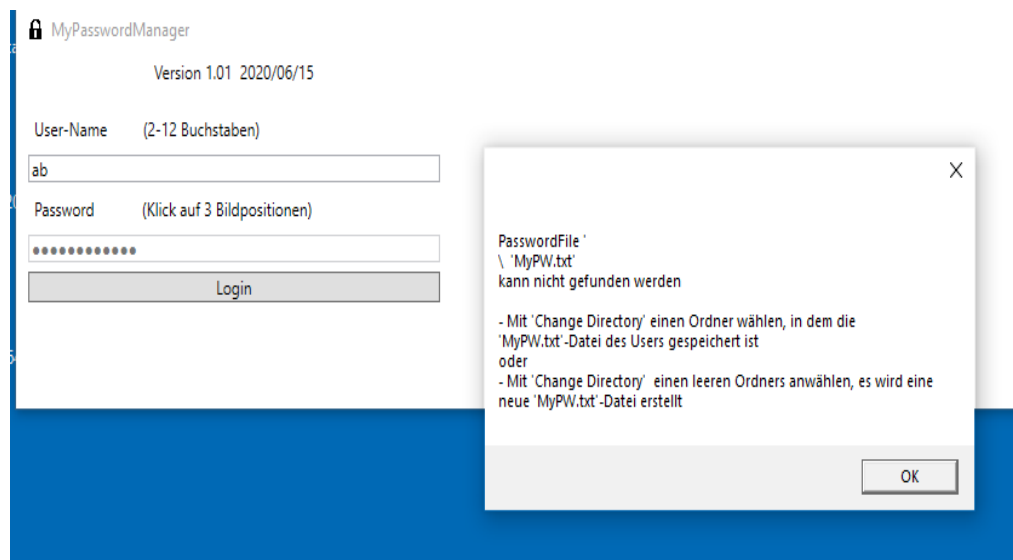 MyPasswordManager
Version 1.01 2020/06/15
User-Name (2-12 Buchstaben)
ab
Password (Klick auf 3 Bildpositionen)
●●●●●●●●●●●●
Login
PasswordFile '
\ 'MyPW.txt'
kann nicht gefunden werden
- Mit 'Change Directory' einen Ordner wählen, in dem die
'MyPW.txt'-Datei des Users gespeichert ist
oder
- Mit 'Change Directory' einen leeren Ordners anwählen, es wird eine
neue 'MyPW.txt'-Datei erstellt
OK